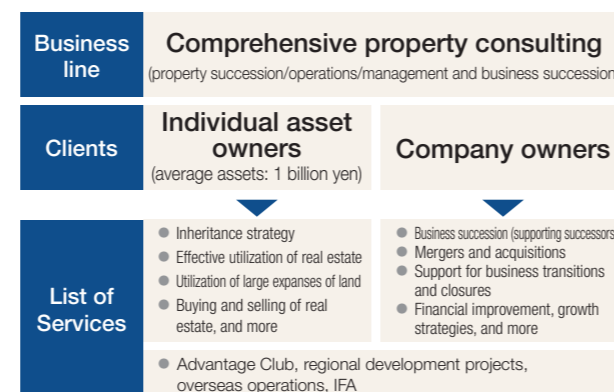 Business
line
Comprehensive property consulting
(property succession/operations/management and business succession
Clients
Individual asset
owners
(average assets: 1 billion yen)
Company owners
List of
Services
Inheritance strategy
Effective utilization of real estate
Utilization of large expanses of land
Buying and selling of real
estate, and more
Business succession (supporting successors
Mergers and acquisitions
Support for business transitions
and closures
Financial improvement, growth
strategies, and more
Advantage Club, regional development projects,
overseas operations, IFA